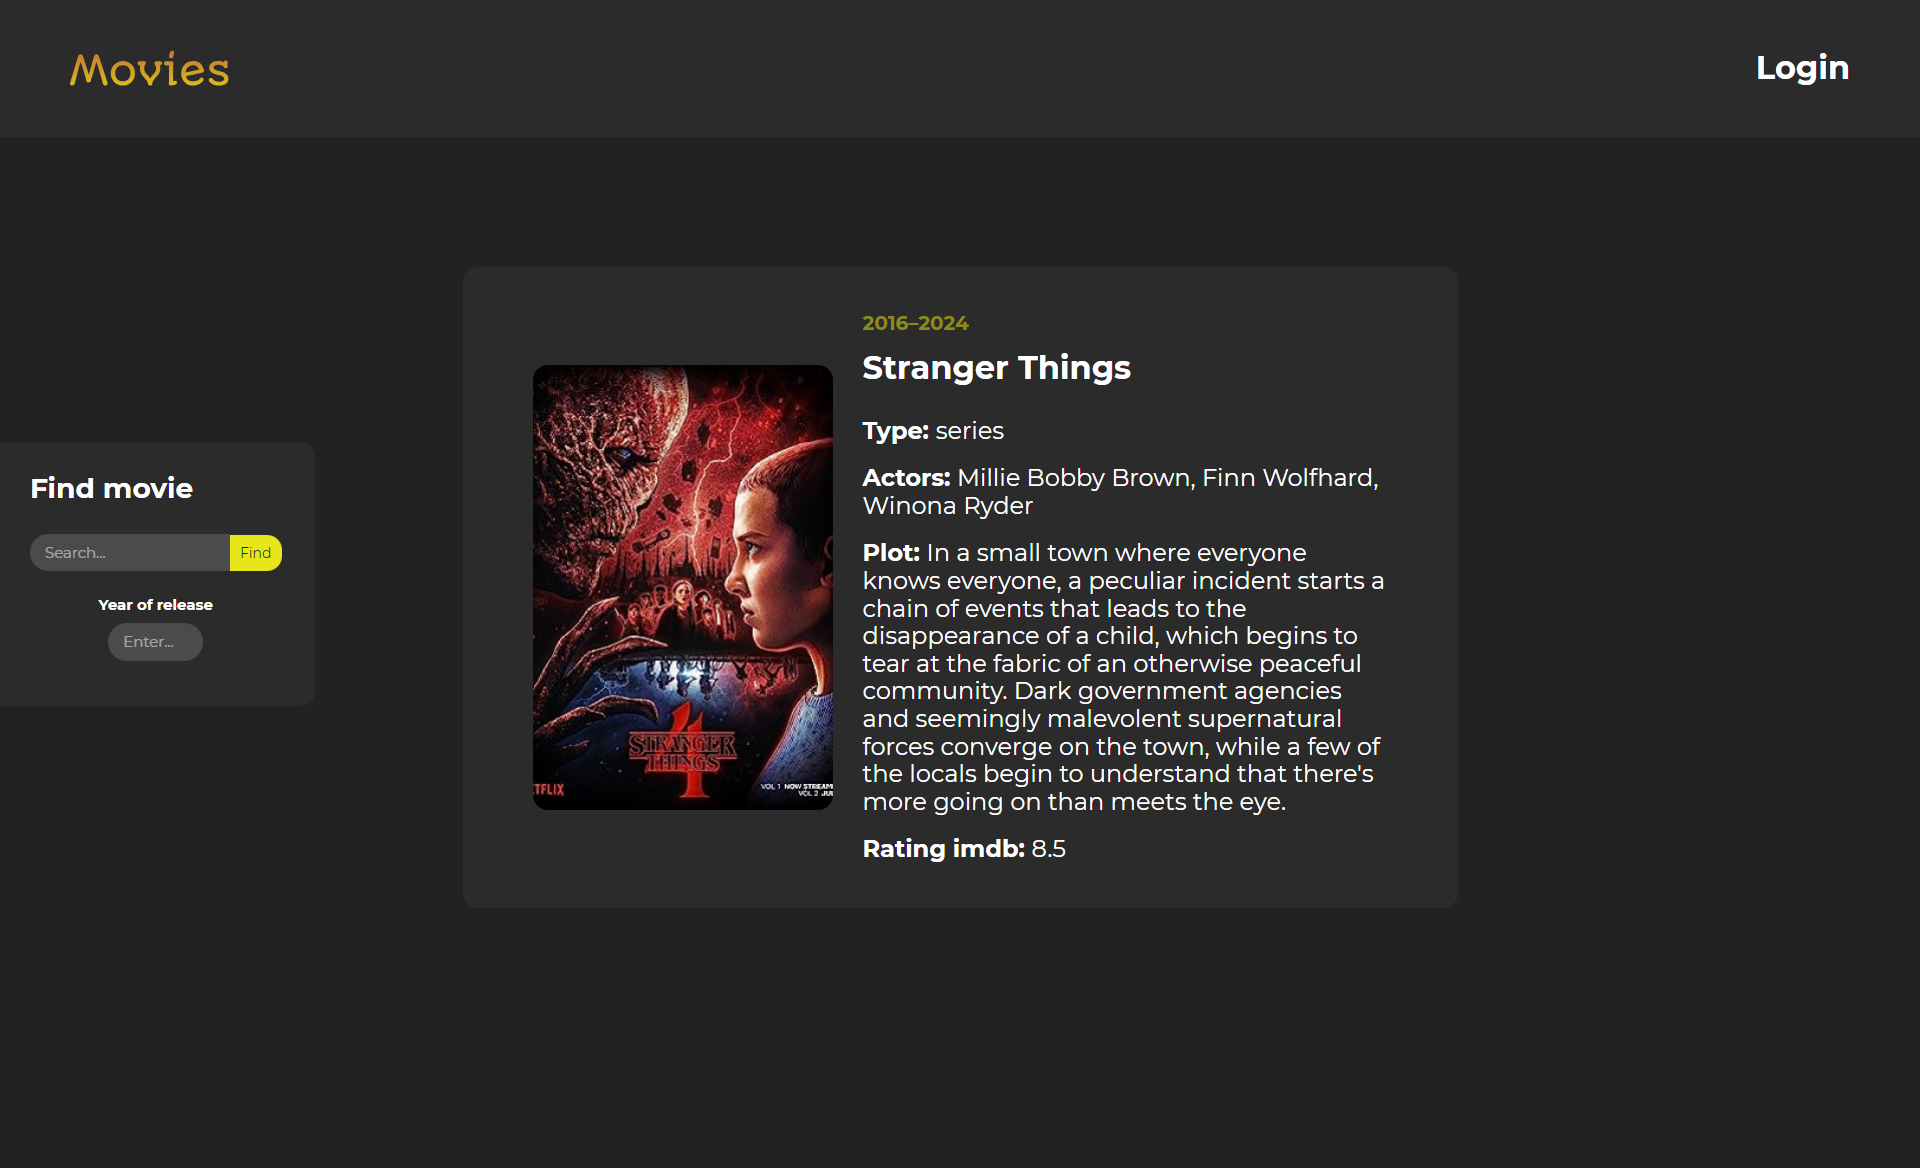 Movies
Login
Find movie
Search...
Find
Year of release
Enter...
2016–2024
Stranger Things
Type: series
Actors: Millie Bobby Brown, Finn Wolfhard,
Winona Ryder
Plot: In a small town where everyone
knows everyone, a peculiar incident starts a
chain of events that leads to the
disappearance of a child, which begins to
tear at the fabric of an otherwise peaceful
community. Dark government agencies
and seemingly malevolent supernatural
forces converge on the town, while a few of
the locals begin to understand that there's
more going on than meets the eye.
Rating imdb: 8.5
STRANGER
THINGS
4
TFLIX
VOL 1 NOW STREAM
VOL 2 JUL